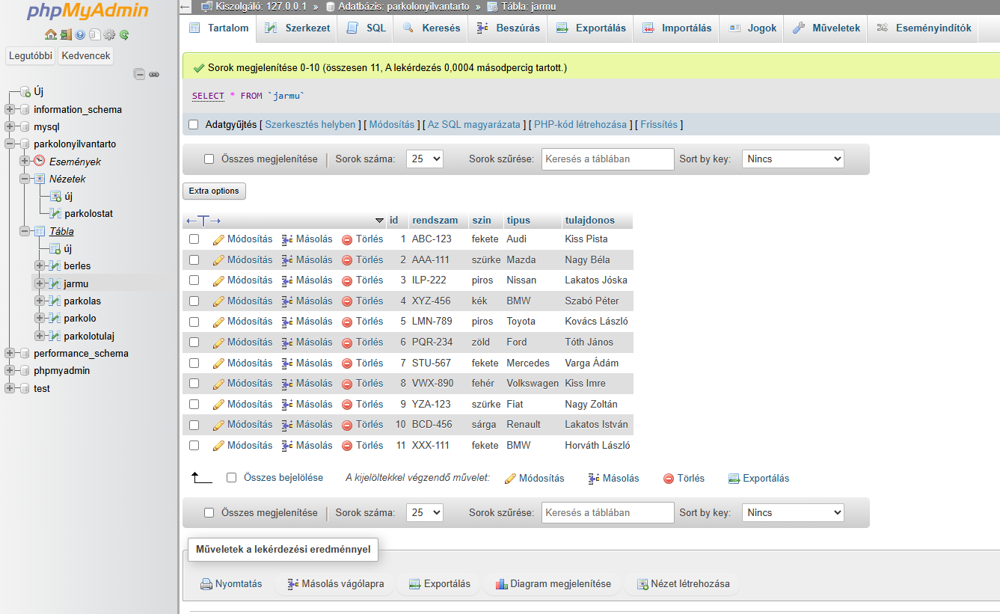 phpMyAdmin
Legutóbbi Kedvencek
Új
information_schema
mysql
parkolonyilvantarto
Események
Nézetek
új
parkolostat
Tábla
új
berles
jarmu
parkolas
parkolo
parkolotulaj
performance_schema
phpmyadmin
test
Kiszolgáló: 127.0.0.1 » Adatbázis: parkolonyilvantarto » Tábla: jarmu
Tartalom Szerkezet SQL Keresés Beszúrás Exportálás Importálás Jogok Műveletek Eseményindítók
Sorok megjelenítése 0-10 (összesen 11, A lekérdezés 0,0004 másodpercig tartott.)
SELECT * FROM `jarmu`
Adatgyűjtés [ Szerkesztés helyben ] [ Módosítás ] [ Az SQL magyarázata ] [ PHP-kód létrehozása ] [ Frissítés ]
Összes megjelenítése | Sorok száma: 25 Sorok szűrése: Keresés a táblában Sort by key: Nincs
Extra options
←T→ id rendszam szin tipus tulajdonos
Módosítás Másolás Törlés 1 ABC-123 fekete Audi Kiss Pista
Módosítás Másolás Törlés 2 AAA-111 szürke Mazda Nagy Béla
Módosítás Másolás Törlés 3 ILP-222 piros Nissan Lakatos Jóska
Módosítás Másolás Törlés 4 XYZ-456 kék BMW Szabó Péter
Módosítás Másolás Törlés 5 LMN-789 piros Toyota Kovács László
Módosítás Másolás Törlés 6 PQR-234 zöld Ford Tóth János
Módosítás Másolás Törlés 7 STU-567 fekete Mercedes Varga Ádám
Módosítás Másolás Törlés 8 VWX-890 fehér Volkswagen Kiss Imre
Módosítás Másolás Törlés 9 YZA-123 szürke Fiat Nagy Zoltán
Módosítás Másolás Törlés 10 BCD-456 sárga Renault Lakatos István
Módosítás Másolás Törlés 11 XXX-111 fekete BMW Horváth László
Összes bejelölése A kijelöltekkel végzendő művelet: Módosítás Másolás Törlés Exportálás
Összes megjelenítése | Sorok száma: 25 Sorok szűrése: Keresés a táblában Sort by key: Nincs
Műveletek a lekérdezési eredménnyel
Nyomtatás Másolás vágólapra Exportálás Diagram megjelenítése Nézet létrehozása